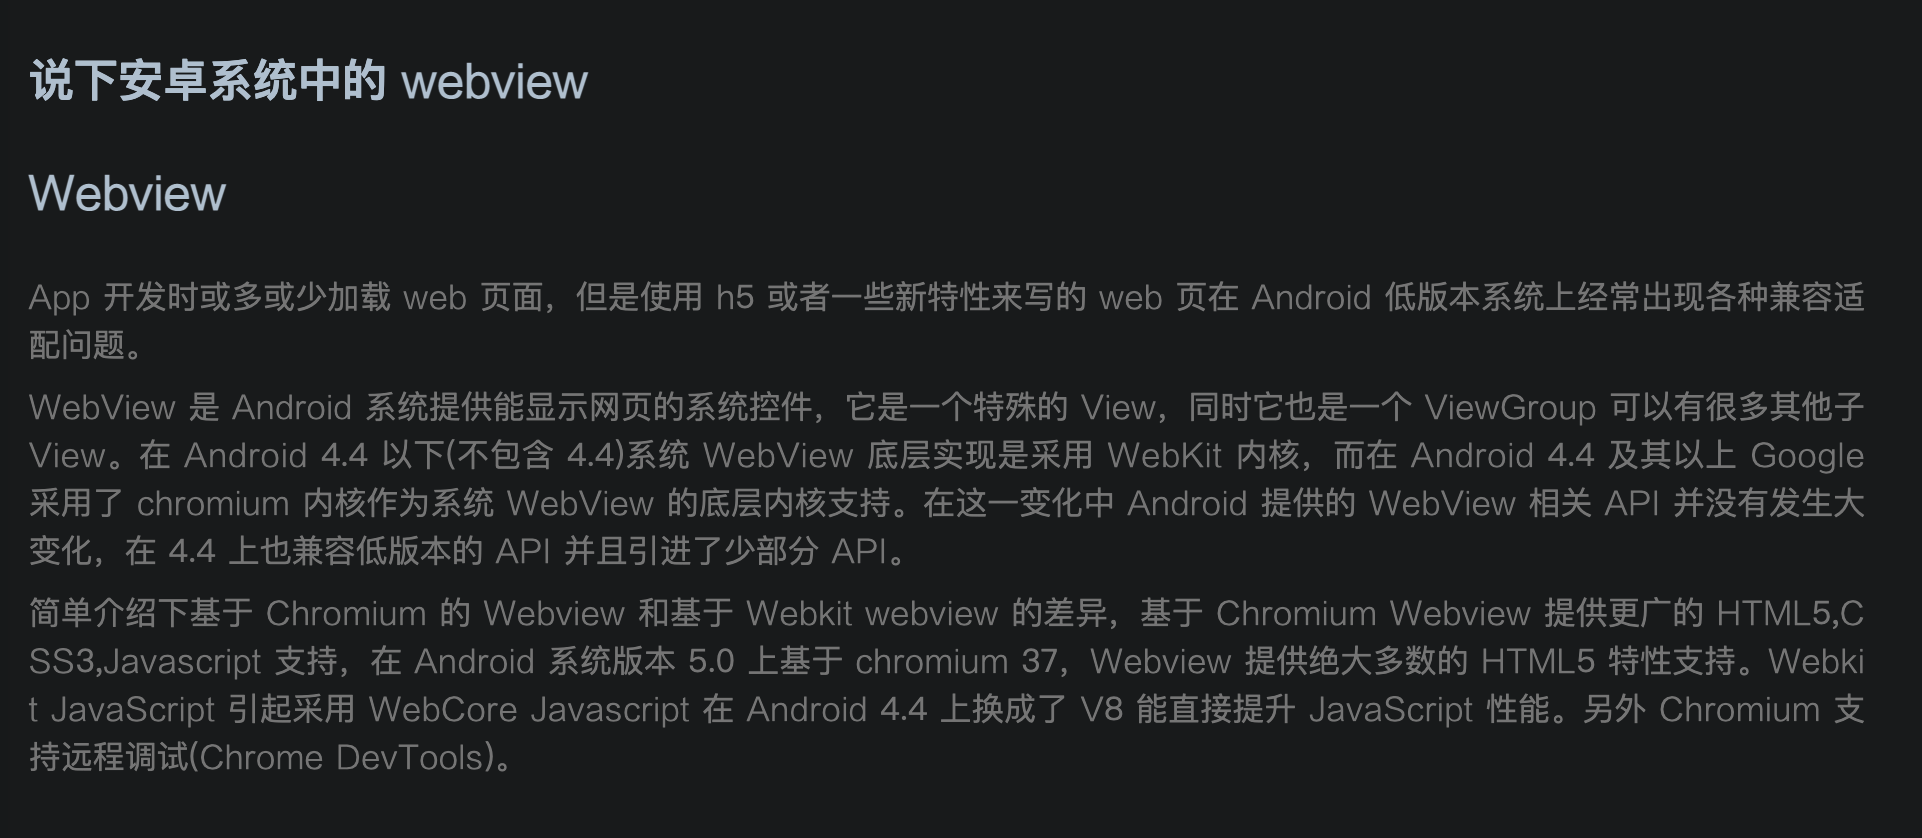 说下安卓系统中的 webview
Webview
App 开发时或多或少加载 web 页面，但是使用 h5 或者一些新特性来写的 web 页在 Android 低版本系统上经常出现各种兼容适
配问题。
WebView 是 Android 系统提供能显示网页的系统控件，它是一个特殊的 View，同时它也是一个 ViewGroup 可以有很多其他子
View。在 Android 4.4 以下(不包含 4.4)系统 WebView 底层实现是采用 WebKit 内核，而在 Android 4.4 及其以上 Google
采用了 chromium 内核作为系统 WebView 的底层内核支持。在这一变化中 Android 提供的 WebView 相关 API 并没有发生大
变化，在 4.4 上也兼容低版本的 API 并且引进了少部分 API。
简单介绍下基于 Chromium 的 Webview 和基于 Webkit webview 的差异，基于 Chromium Webview 提供更广的 HTML5,C
SS3,Javascript 支持，在 Android 系统版本 5.0 上基于 chromium 37，Webview 提供绝大多数的 HTML5 特性支持。Webki
t JavaScript 引起采用 WebCore Javascript 在 Android 4.4 上换成了 V8 能直接提升 JavaScript 性能。另外 Chromium 支
持远程调试(Chrome DevTools)。